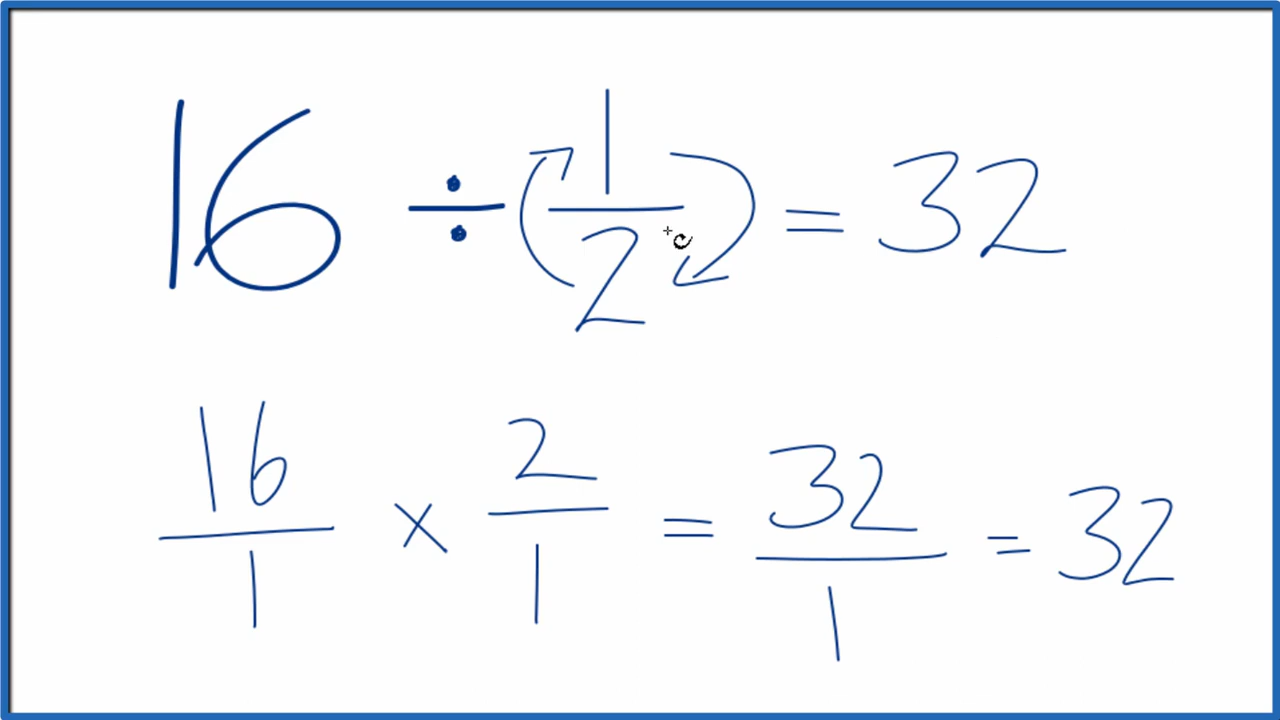 16 ÷ 1/2 = 32
16/1 × 2/1 = 32/1 = 32